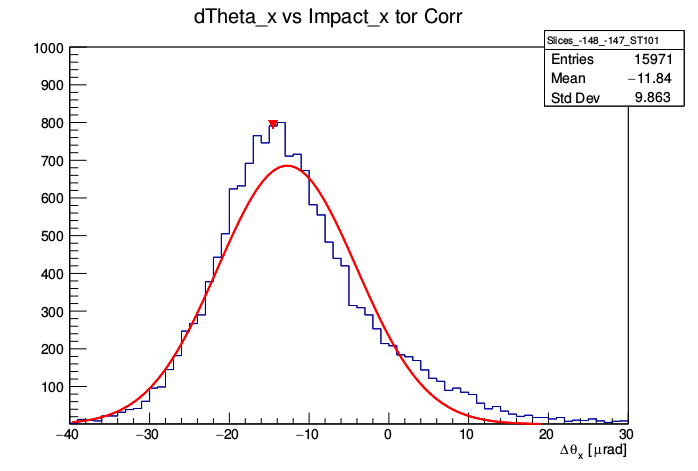 dTheta_x vs Impact_x tor Corr
Slices_-148_-147_ST101
Entries 15971
Mean −11.84
Std Dev 9.863
1000
900
800
700
600
500
400
300
200
100
−40 −30 −20 −10 0 10 20 30
Δθx [μrad]